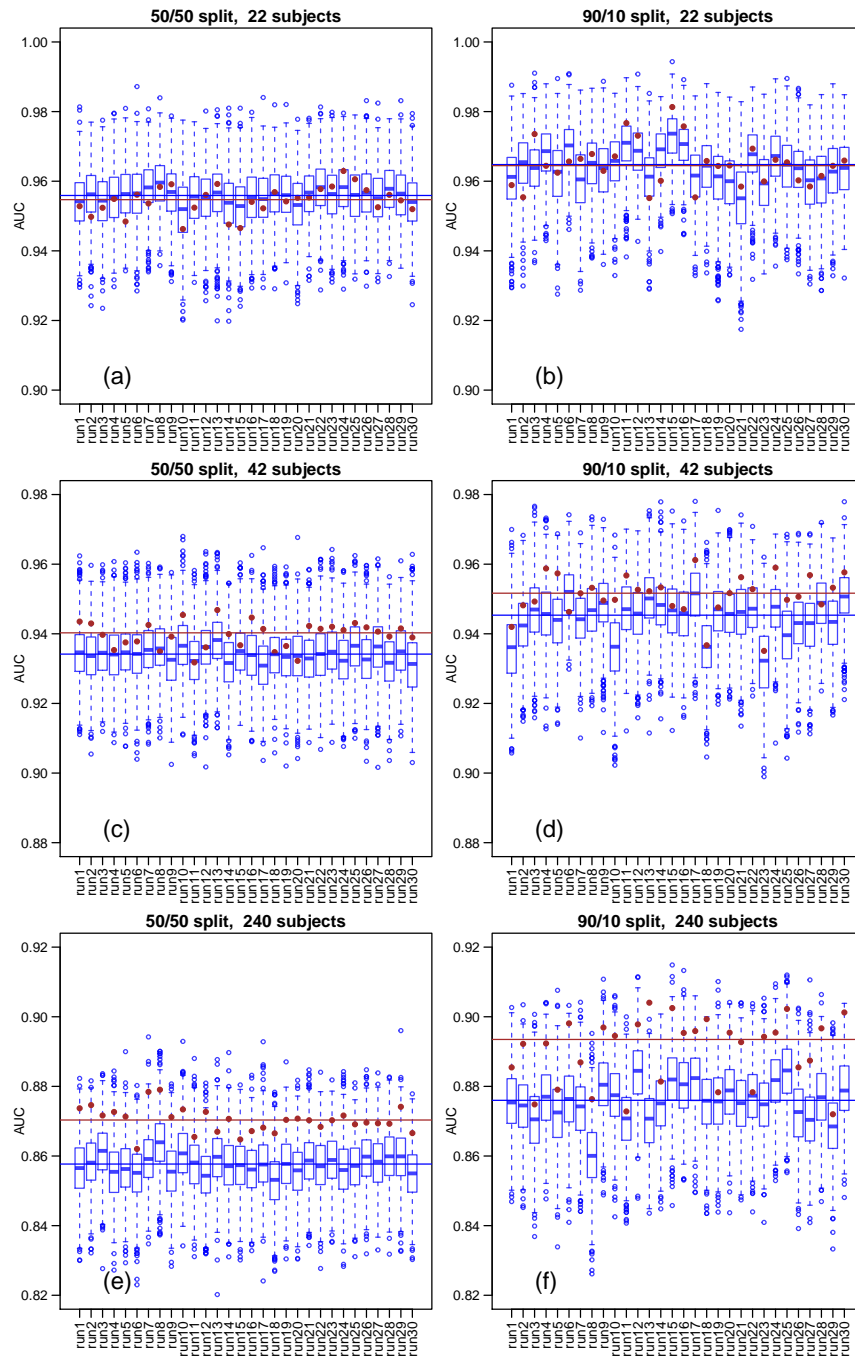 50/50 split,  22 subjects
AUC
1.00
0.98
0.96
0.94
0.92
0.90
(a)
run1 run2 run3 run4 run5 run6 run7 run8 run9 run10 run11 run12 run13 run14 run15 run16 run17 run18 run19 run20 run21 run22 run23 run24 run25 run26 run27 run28 run29 run30
90/10 split,  22 subjects
AUC
1.00
0.98
0.96
0.94
0.92
0.90
(b)
run1 run2 run3 run4 run5 run6 run7 run8 run9 run10 run11 run12 run13 run14 run15 run16 run17 run18 run19 run20 run21 run22 run23 run24 run25 run26 run27 run28 run29 run30
50/50 split,  42 subjects
AUC
0.98
0.96
0.94
0.92
0.90
0.88
(c)
run1 run2 run3 run4 run5 run6 run7 run8 run9 run10 run11 run12 run13 run14 run15 run16 run17 run18 run19 run20 run21 run22 run23 run24 run25 run26 run27 run28 run29 run30
90/10 split,  42 subjects
AUC
0.98
0.96
0.94
0.92
0.90
0.88
(d)
run1 run2 run3 run4 run5 run6 run7 run8 run9 run10 run11 run12 run13 run14 run15 run16 run17 run18 run19 run20 run21 run22 run23 run24 run25 run26 run27 run28 run29 run30
50/50 split,  240 subjects
AUC
0.92
0.90
0.88
0.86
0.84
0.82
(e)
run1 run2 run3 run4 run5 run6 run7 run8 run9 run10 run11 run12 run13 run14 run15 run16 run17 run18 run19 run20 run21 run22 run23 run24 run25 run26 run27 run28 run29 run30
90/10 split,  240 subjects
AUC
0.92
0.90
0.88
0.86
0.84
0.82
(f)
run1 run2 run3 run4 run5 run6 run7 run8 run9 run10 run11 run12 run13 run14 run15 run16 run17 run18 run19 run20 run21 run22 run23 run24 run25 run26 run27 run28 run29 run30